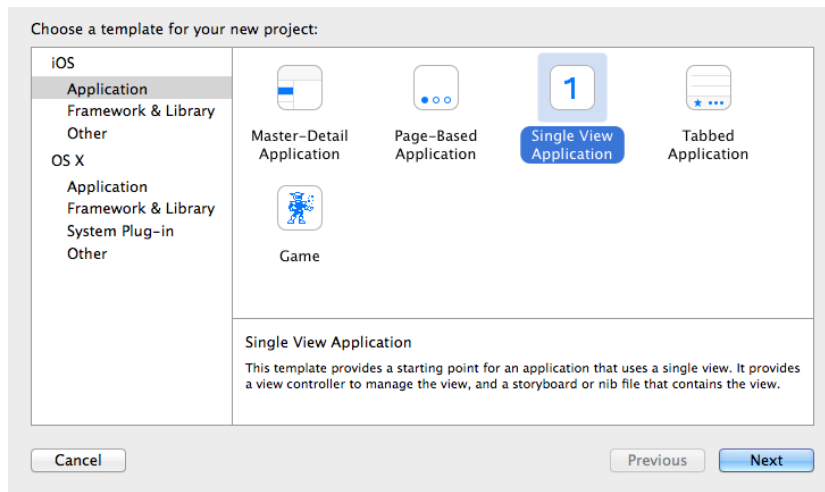 Choose a template for your new project:
iOS
Application
Framework & Library
Other
OS X
Application
Framework & Library
System Plug-in
Other
Master-Detail
Application
Page-Based
Application
1
Single View
Application
Tabbed
Application
Game
Single View Application
This template provides a starting point for an application that uses a single view. It provides
a view controller to manage the view, and a storyboard or nib file that contains the view.
Cancel
Previous
Next